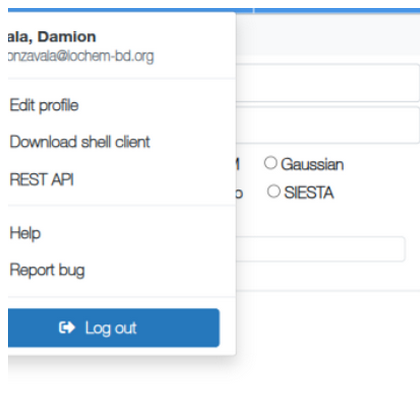 ala, Damion
onzavala@iochem-bd.org
Edit profile
Download shell client
Gaussian
REST API
SIESTA
Help
Report bug
Log out